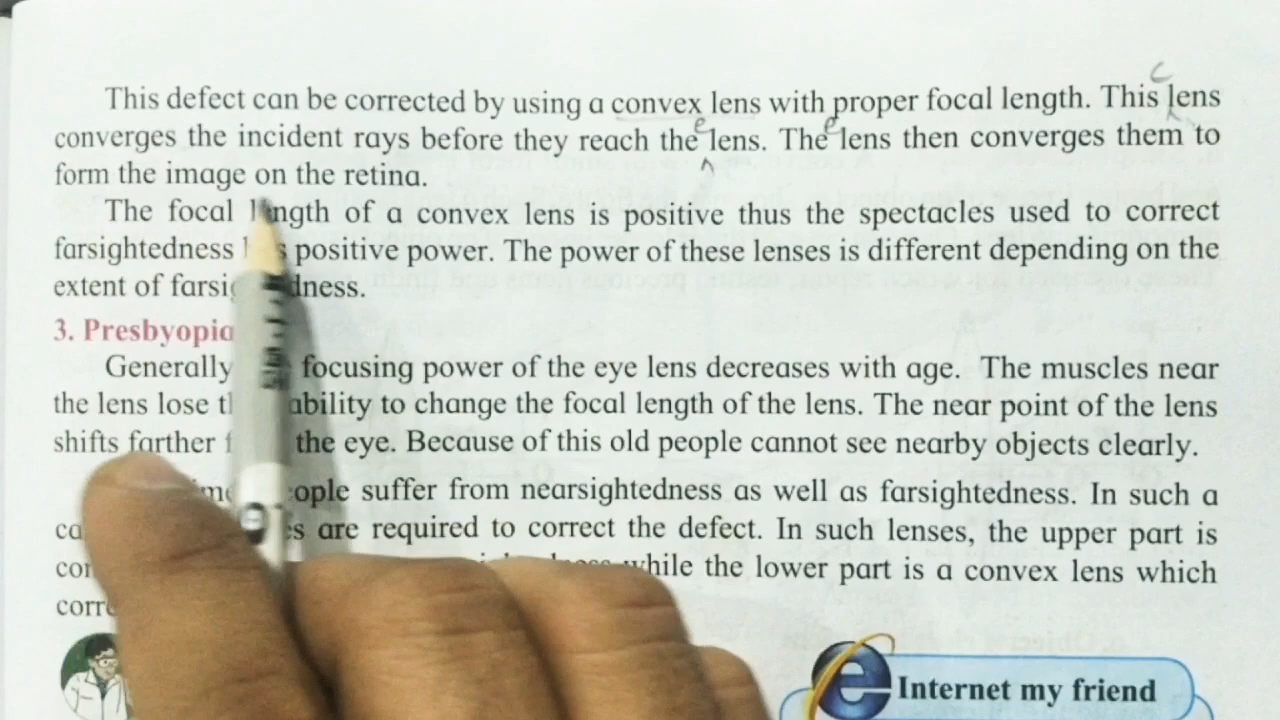 This defect can be corrected by using a convex lens with proper focal length. This lens
converges the incident rays before they reach the lens. The lens then converges them to
form the image on the retina.
The focal length of a convex lens is positive thus the spectacles used to correct
farsightedness positive power. The power of these lenses is different depending on the
extent of
3. Presbyopia
Generally focusing power of the eye lens decreases with age. The muscles near
the lens lose ability to change the focal length of the lens. The near point of the lens
shifts farther the eye. Because of this old people cannot see nearby objects clearly.
suffer from nearsightedness as well as farsightedness. In such a
are required to correct the defect. In such lenses, the upper part is
while the lower part is a convex lens which
Internet my friend